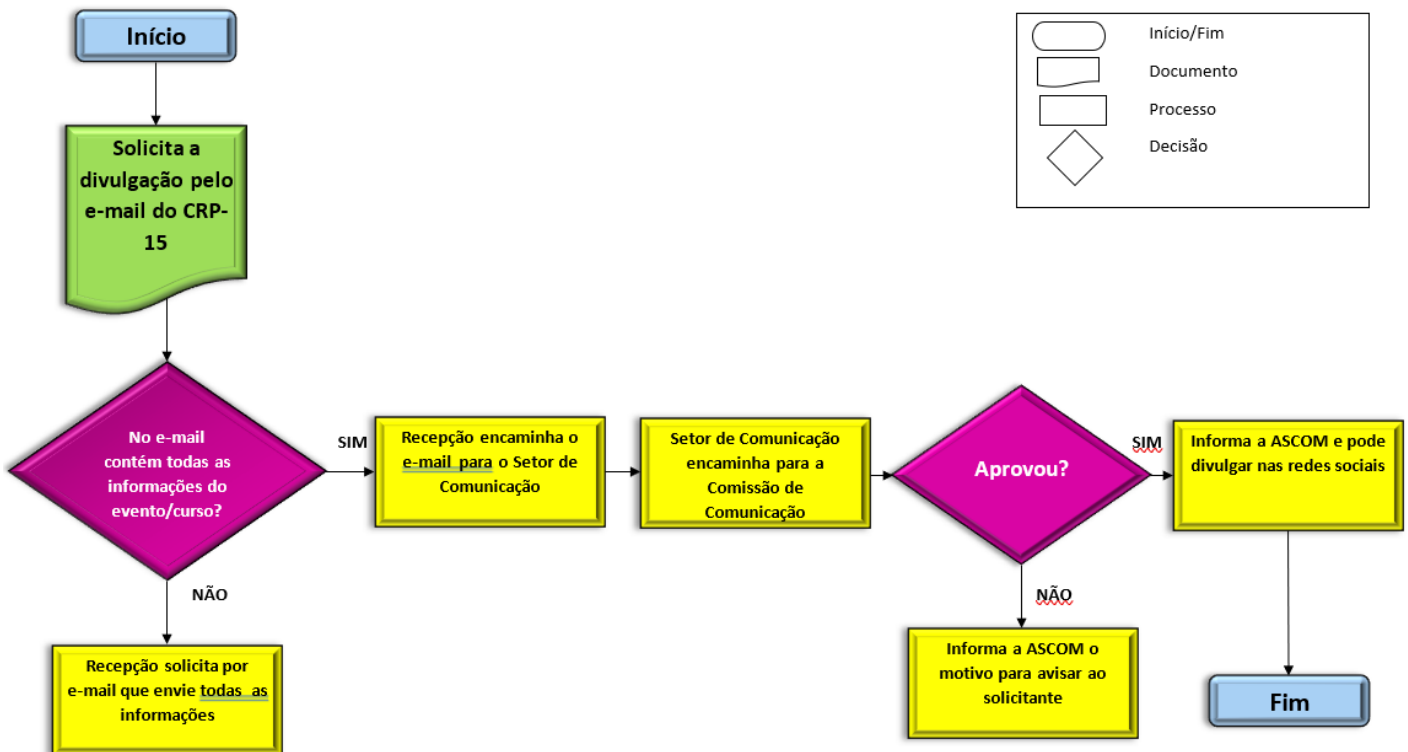 Início
Início/Fim
Documento
Processo
Decisão
Solicita a
divulgação pelo
e-mail do CRP-
15
No e-mail
contém todas as
informações do
evento/curso?
SIM
Recepção encaminha o
e-mail para o Setor de
Comunicação
Setor de Comunicação
encaminha para a
Comissão de
Comunicação
Aprovou?
SIM
Informa a ASCOM e pode
divulgar nas redes sociais
NÃO
Recepção solicita por
e-mail que envie todas as
informações
NÃO
Informa a ASCOM o
motivo para avisar ao
solicitante
Fim